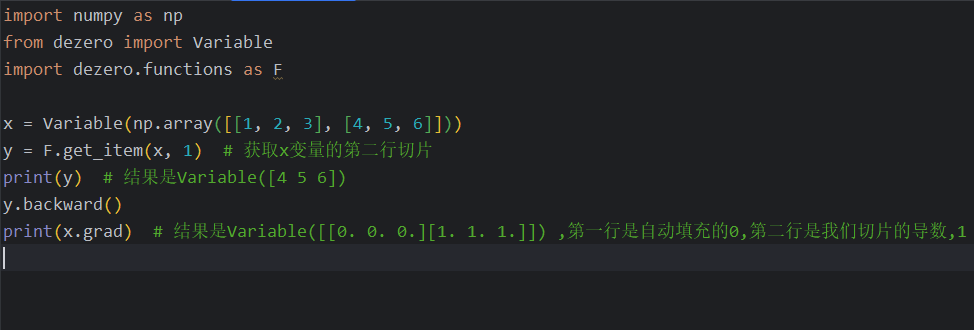 import numpy as np
from dezero import Variable
import dezero.functions as F
x = Variable(np.array([[1, 2, 3], [4, 5, 6]]))
y = F.get_item(x, 1)  # 获取x变量的第二行切片
print(y)  # 结果是Variable([4 5 6])
y.backward()
print(x.grad)  # 结果是Variable([[0. 0. 0.][1. 1. 1.]]) ,第一行是自动填充的0,第二行是我们切片的导数,1